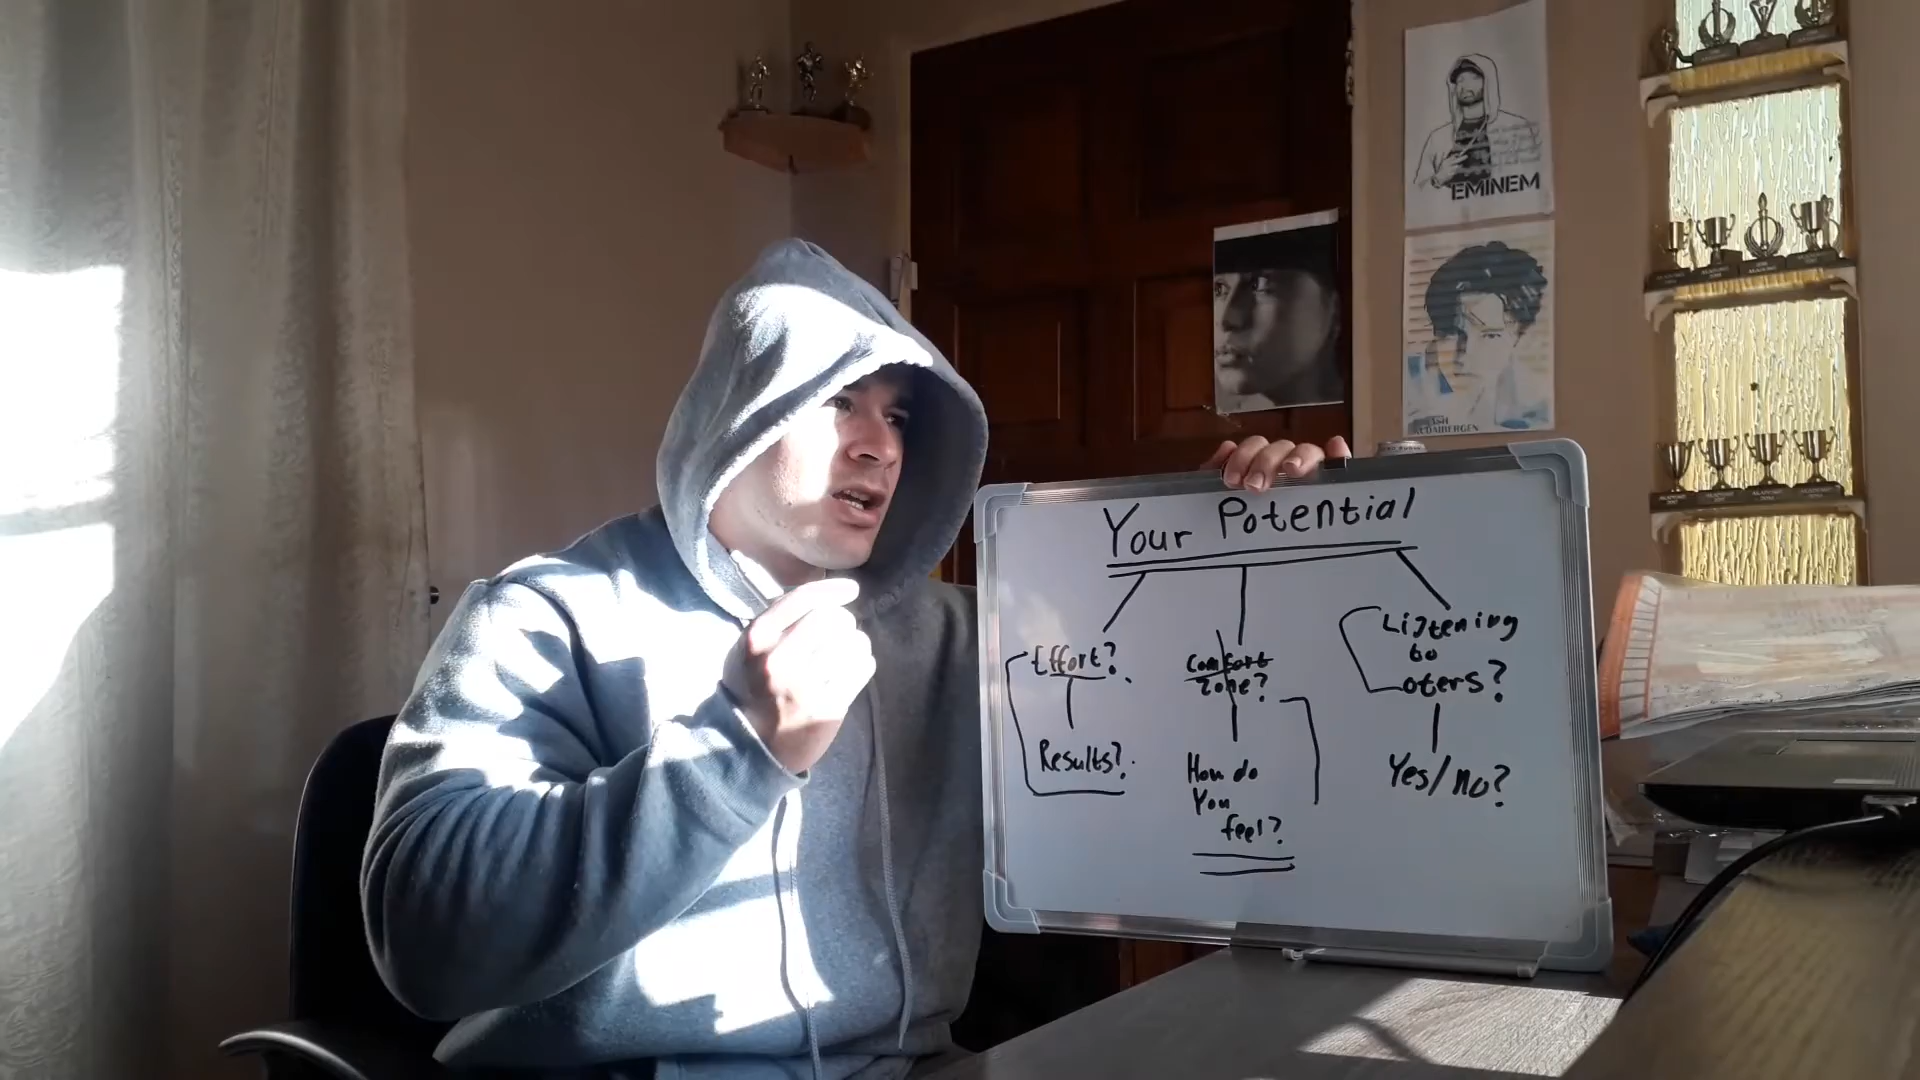 EMINEM
Your Potential
Effort?
Results?
Comfort
Zone?
How do
You
feel?
Listening
to
oters?
Yes/no?